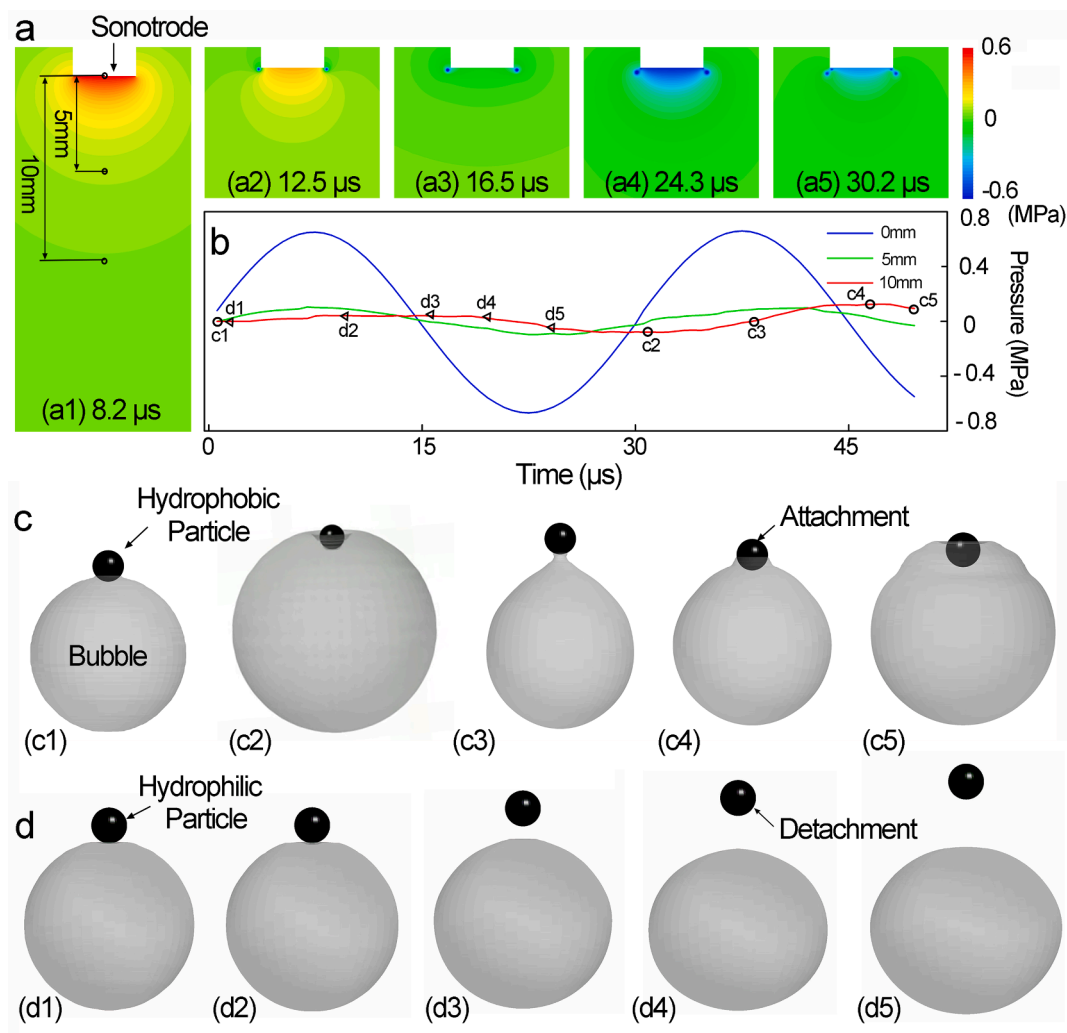 a
Sonotrode
5mm
10mm
(a1) 8.2 µs
(a2) 12.5 µs
(a3) 16.5 µs
(a4) 24.3 µs
(a5) 30.2 µs
0.6
0
-0.6
(MPa)
b
0mm
5mm
10mm
c1
d1
d2
d3
d4
d5
c2
c3
c4
c5
0.8
0.4
0
-0.4
-0.8
Pressure (MPa)
0
15
30
45
Time (µs)
c
Hydrophobic
Particle
Bubble
Attachment
(c1)
(c2)
(c3)
(c4)
(c5)
d
Hydrophilic
Particle
Detachment
(d1)
(d2)
(d3)
(d4)
(d5)